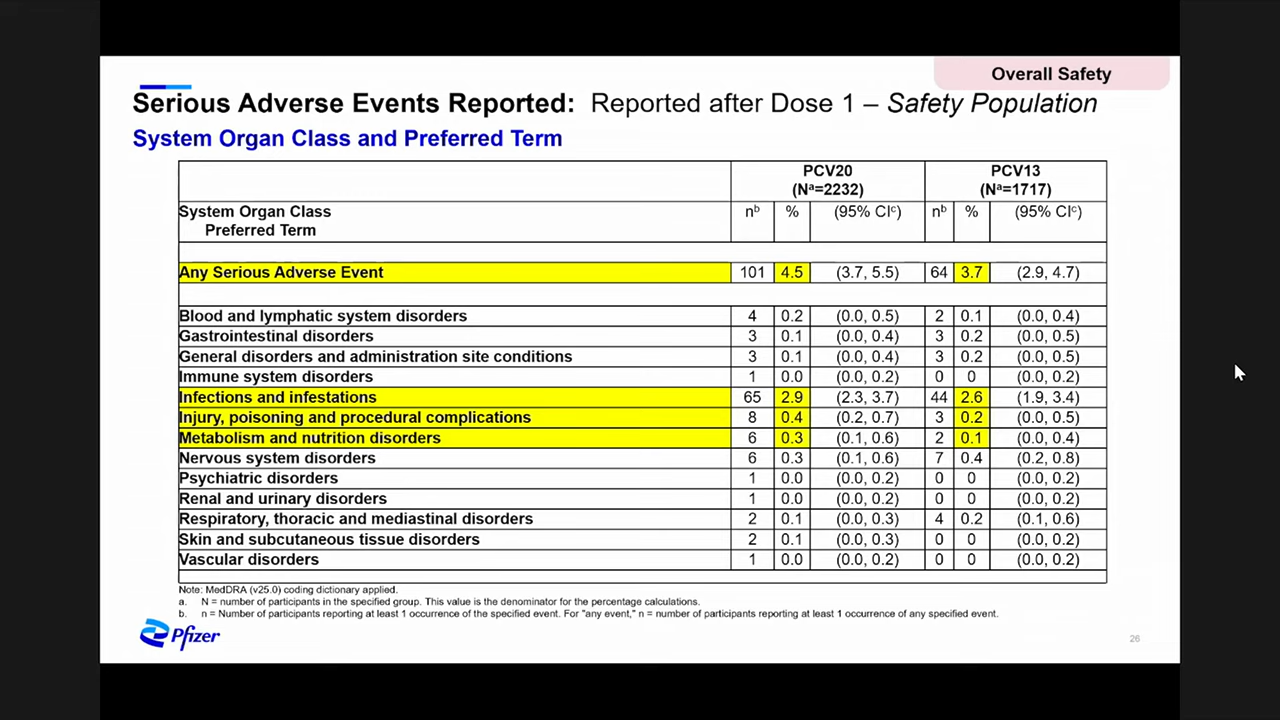 Overall Safety
Serious Adverse Events Reported: Reported after Dose 1 – Safety Population
System Organ Class and Preferred Term
PCV20 PCV13
(Nª=2232) (Nª=1717)
System Organ Class nᵇ % (95% CIᶜ) nᵇ % (95% CIᶜ)
Preferred Term
Any Serious Adverse Event 101 4.5 (3.7, 5.5) 64 3.7 (2.9, 4.7)
Blood and lymphatic system disorders 4 0.2 (0.0, 0.5) 2 0.1 (0.0, 0.4)
Gastrointestinal disorders 3 0.1 (0.0, 0.4) 3 0.2 (0.0, 0.5)
General disorders and administration site conditions 3 0.1 (0.0, 0.4) 3 0.2 (0.0, 0.5)
Immune system disorders 1 0.0 (0.0, 0.2) 0 0 (0.0, 0.2)
Infections and infestations 65 2.9 (2.3, 3.7) 44 2.6 (1.9, 3.4)
Injury, poisoning and procedural complications 8 0.4 (0.2, 0.7) 3 0.2 (0.0, 0.5)
Metabolism and nutrition disorders 6 0.3 (0.1, 0.6) 2 0.1 (0.0, 0.4)
Nervous system disorders 6 0.3 (0.1, 0.6) 7 0.4 (0.2, 0.8)
Psychiatric disorders 1 0.0 (0.0, 0.2) 0 0 (0.0, 0.2)
Renal and urinary disorders 1 0.0 (0.0, 0.2) 0 0 (0.0, 0.2)
Respiratory, thoracic and mediastinal disorders 2 0.1 (0.0, 0.3) 4 0.2 (0.1, 0.6)
Skin and subcutaneous tissue disorders 2 0.1 (0.0, 0.3) 0 0 (0.0, 0.2)
Vascular disorders 1 0.0 (0.0, 0.2) 0 0 (0.0, 0.2)
Note: MedDRA (v25.0) coding dictionary applied.
a. N = number of participants in the specified group. This value is the denominator for the percentage calculations.
b. n = Number of participants reporting at least 1 occurrence of the specified event. For "any event," n = number of participants reporting at least 1 occurrence of any specified event.
Pfizer
26